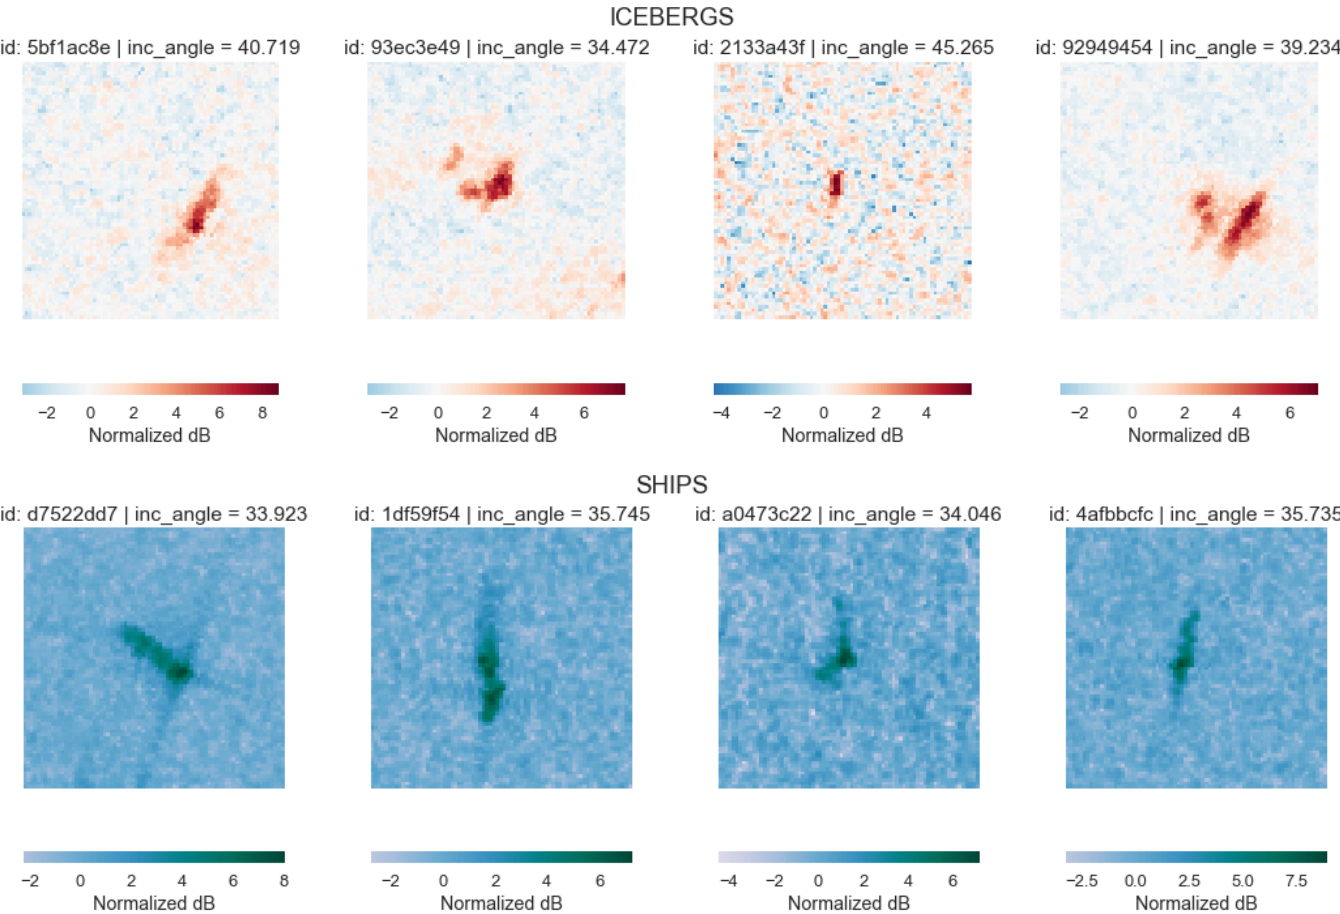 ICEBERGS
id: 5bf1ac8e | inc_angle = 40.719 id: 93ec3e49 | inc_angle = 34.472 id: 2133a43f | inc_angle = 45.265 id: 92949454 | inc_angle = 39.234
−2 0 2 4 6 8 −2 0 2 4 6 −4 −2 0 2 4 −2 0 2 4 6
Normalized dB Normalized dB Normalized dB Normalized dB
SHIPS
id: d7522dd7 | inc_angle = 33.923 id: 1df59f54 | inc_angle = 35.745 id: a0473c22 | inc_angle = 34.046 id: 4afbbcfc | inc_angle = 35.735
−2 0 2 4 6 8 −2 0 2 4 6 −4 −2 0 2 4 6 −2.5 0.0 2.5 5.0 7.5
Normalized dB Normalized dB Normalized dB Normalized dB